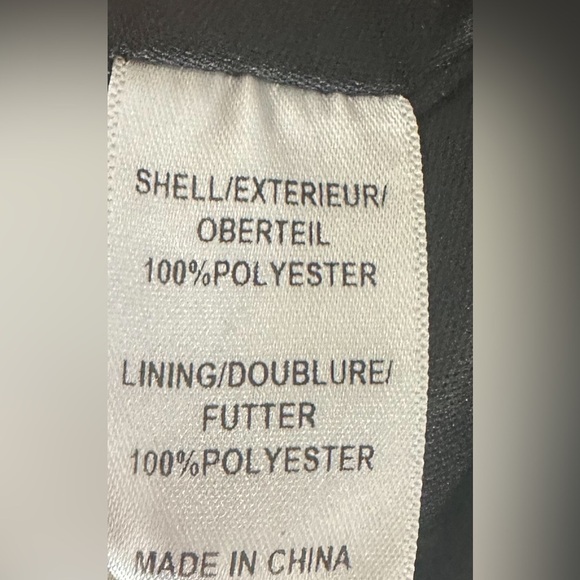 SHELL/EXTERIEUR/
OBERTEIL
100%POLYESTER
LINING/DOUBLURE/
FUTTER
100%POLYESTER
MADE IN CHINA